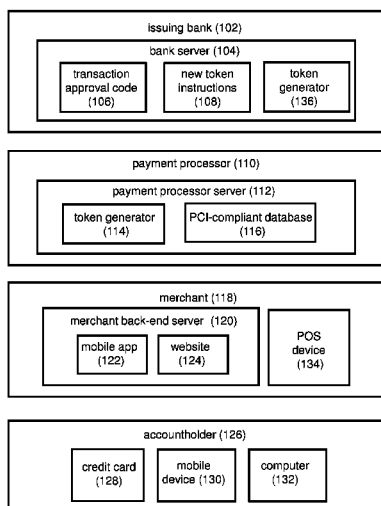 issuing bank (102)
bank server (104)
transaction
approval code
(106)
new token
instructions
(108)
token
generator
(136)
payment processor (110)
payment processor server (112)
token generator
(114)
PCI-compliant database
(116)
merchant (118)
merchant back-end server (120)
mobile app
(122)
website
(124)
POS
device
(134)
accountholder (126)
credit card
(128)
mobile
device (130)
computer
(132)